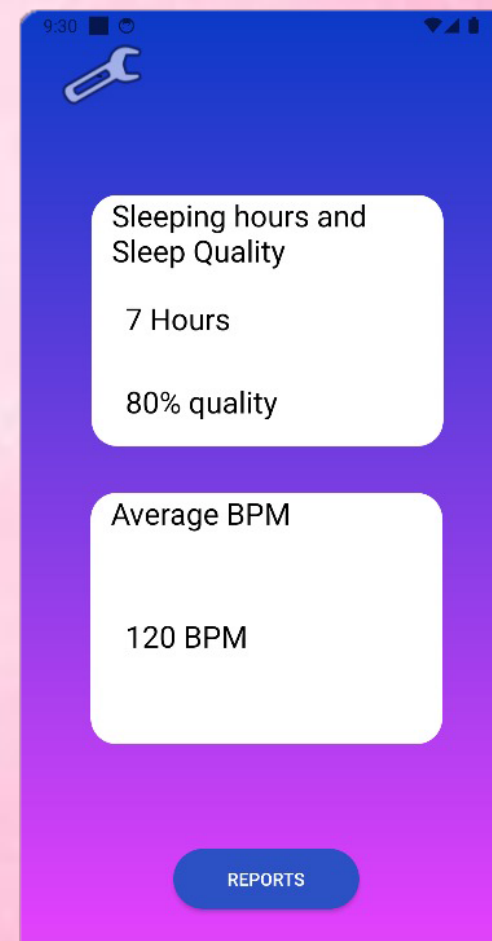 9:30
Sleeping hours and
Sleep Quality
7 Hours
80% quality
Average BPM
120 BPM
REPORTS